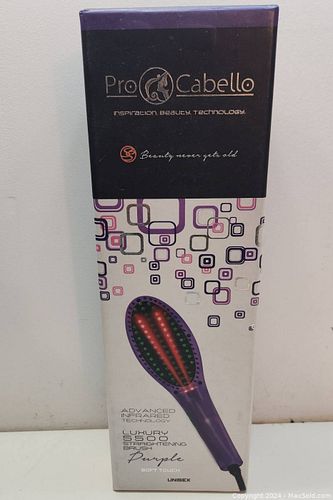 Pro Cabello
INSPIRATION. BEAUTY. TECHNOLOGY.
Beauty never gets old
ADVANCED
INFRARED
TECHNOLOGY
LUXURY
5500
STRAIGHTENING
BRUSH
Purple
SOFT TOUCH
UNISEX
Copyright 2024 - MaxSold.com